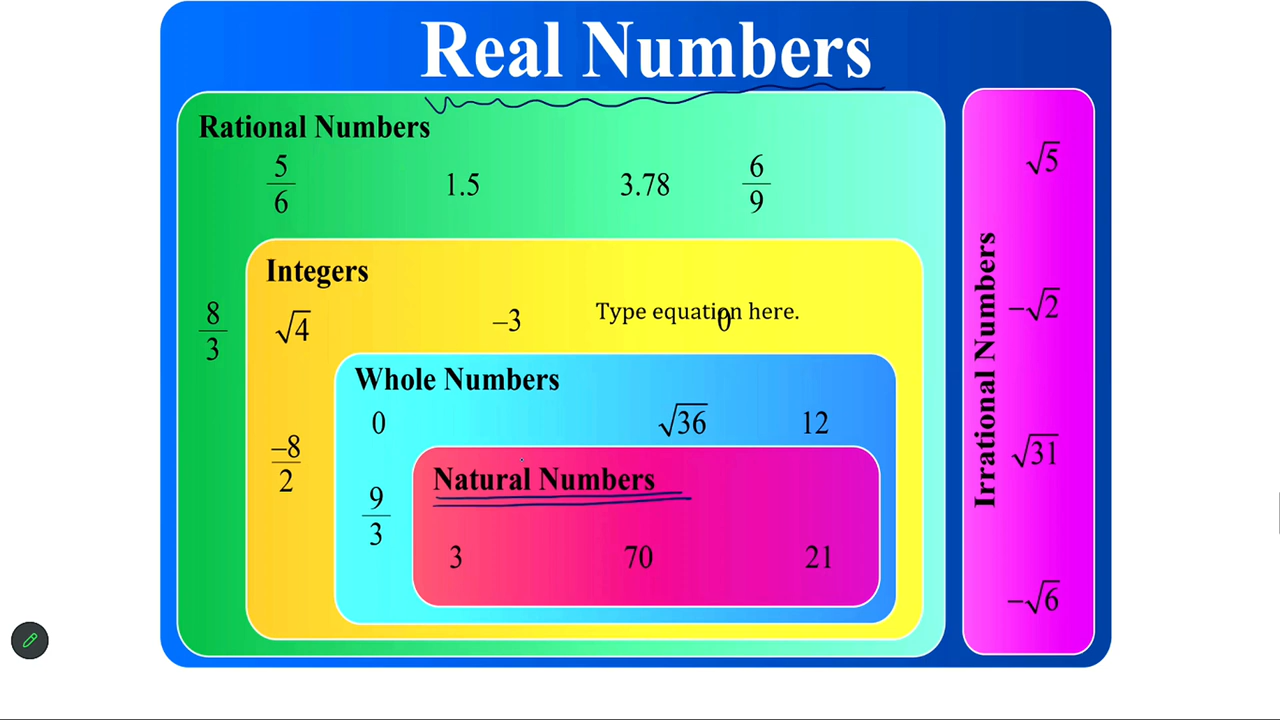 Real Numbers
Rational Numbers
5/6 1.5 3.78 6/9
8/3
Integers
√4 –3 Type equation here. 0
–8/2
Whole Numbers
0 √36 12
9/3
Natural Numbers
3 70 21
Irrational Numbers
√5
–√2
√31
–√6